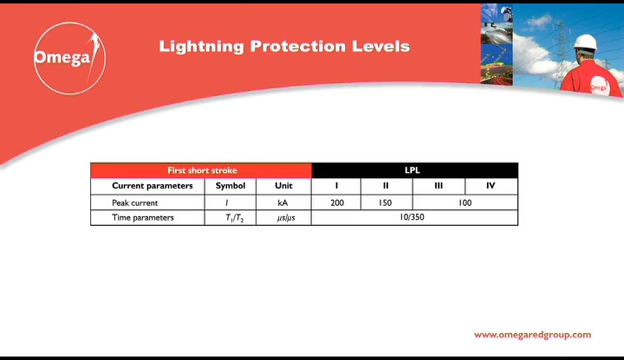 Omega
Lightning Protection Levels
Omega
First short stroke LPL
Current parameters Symbol Unit I II III IV
Peak current I kA 200 150 100
Time parameters T₁/T₂ µs/µs 10/350
www.omegaredgroup.com